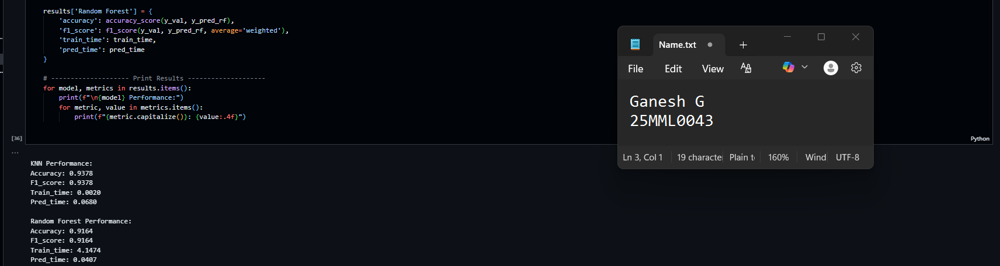 results['Random Forest'] = {
    'accuracy': accuracy_score(y_val, y_pred_rf),
    'f1_score': f1_score(y_val, y_pred_rf, average='weighted'),
    'train_time': train_time,
    'pred_time': pred_time
}
# -------------------- Print Results --------------------
for model, metrics in results.items():
    print(f"\n{model} Performance:")
    for metric, value in metrics.items():
        print(f"{metric.capitalize()}: {value:.4f}")
[36]
Python
...
KNN Performance:
Accuracy: 0.9378
F1_score: 0.9378
Train_time: 0.0020
Pred_time: 0.0680
Random Forest Performance:
Accuracy: 0.9164
F1_score: 0.9164
Train_time: 4.1474
Pred_time: 0.0407
Name.txt
File Edit View
Ganesh G
25MML0043
Ln 3, Col 1 19 characte Plain t 160% Wind UTF-8